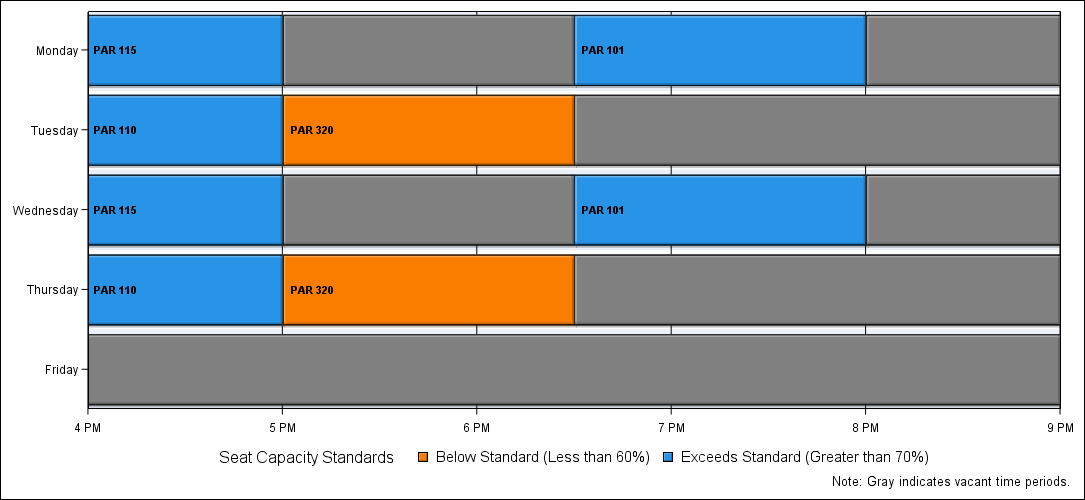 Monday PAR 115 PAR 101
Tuesday PAR 110 PAR 320
Wednesday PAR 115 PAR 101
Thursday PAR 110 PAR 320
Friday
4 PM 5 PM 6 PM 7 PM 8 PM 9 PM
Seat Capacity Standards Below Standard (Less than 60%) Exceeds Standard (Greater than 70%)
Note: Gray indicates vacant time periods.